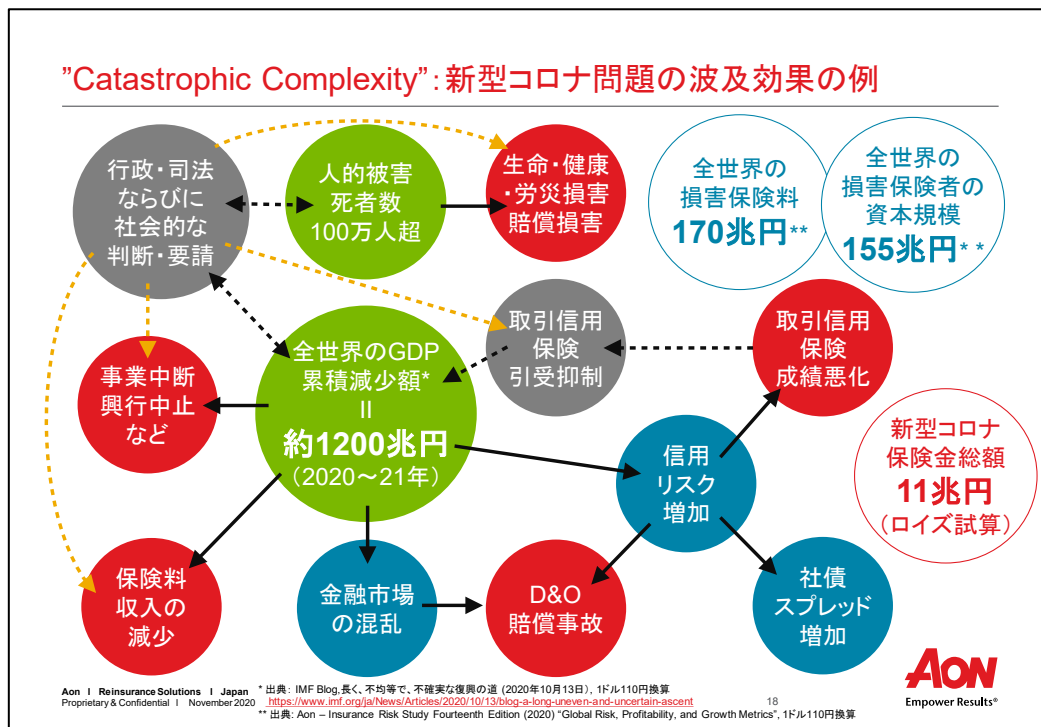 ”Catastrophic Complexity”：新型コロナ問題の波及効果の例
行政・司法
ならびに
社会的な
判断・要請
人的被害
死者数
100万人超
生命・健康
・労災損害
賠償損害
全世界の
損害保険料
170兆円**
全世界の
損害保険者の
資本規模
155兆円* *
事業中断
興行中止
など
全世界のGDP
累積減少額*
||
約1200兆円
（2020～21年）
取引信用
保険
引受抑制
取引信用
保険
成績悪化
信用
リスク
増加
新型コロナ
保険金総額
11兆円
（ロイズ試算）
保険料
収入の
減少
金融市場
の混乱
D&O
賠償事故
社債
スプレッド
増加
Aon I Reinsurance Solutions I Japan
Proprietary & Confidential I November 2020
* 出典： IMF Blog,長く、不均等で、不確実な復興の道 (2020年10月13日)，1ドル110円換算
https://www.imf.org/ja/News/Articles/2020/10/13/blog-a-long-uneven-and-uncertain-ascent
18
** 出典: Aon – Insurance Risk Study Fourteenth Edition (2020) “Global Risk, Profitability, and Growth Metrics”, 1ドル110円換算
AON
Empower Results®